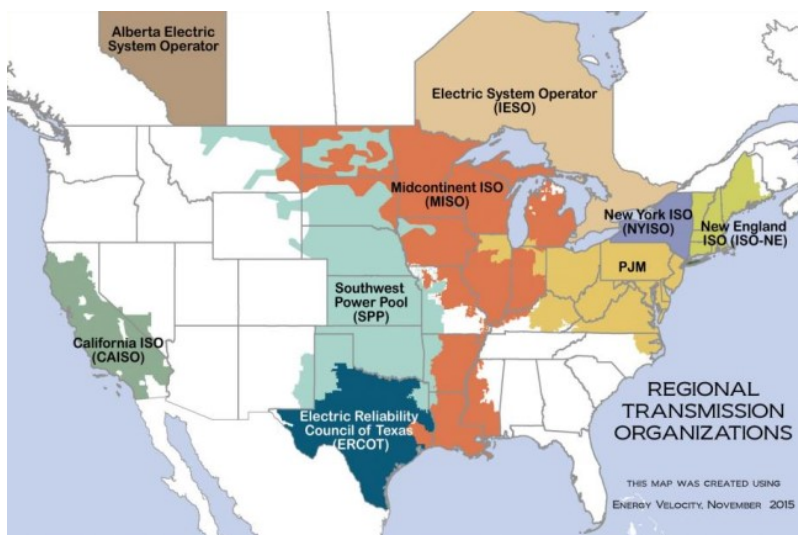 Alberta Electric
System Operator
Electric System Operator
(IESO)
Midcontinent ISO
(MISO)
New York ISO
(NYISO)
New England
ISO (ISO-NE)
PJM
Southwest
Power Pool
(SPP)
California ISO
(CAISO)
Electric Reliability
Council of Texas
(ERCOT)
REGIONAL
TRANSMISSION
ORGANIZATIONS
THIS MAP WAS CREATED USING
ENERGY VELOCITY, NOVEMBER 2015